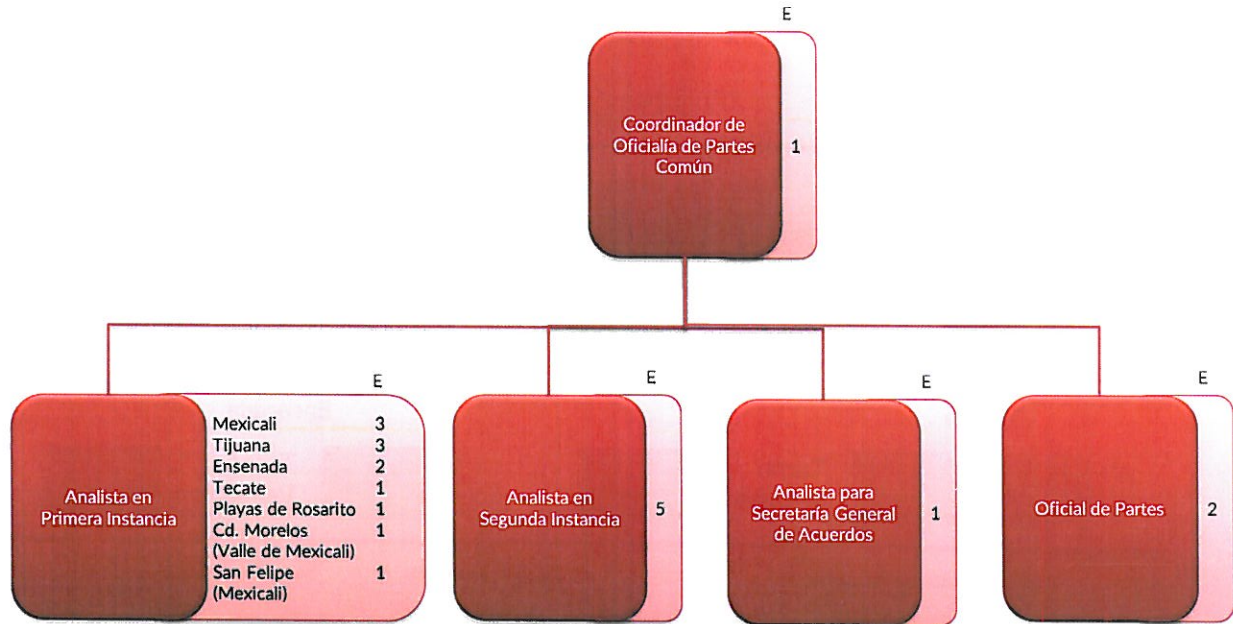 E
Coordinador de
Oficialía de Partes
Común
1
E
Analista en
Primera Instancia
Mexicali 3
Tijuana 3
Ensenada 2
Tecate 1
Playas de Rosarito 1
Cd. Morelos 1
(Valle de Mexicali)
San Felipe 1
(Mexicali)
E
Analista en
Segunda Instancia
5
E
Analista para
Secretaría General
de Acuerdos
1
E
Oficial de Partes
2